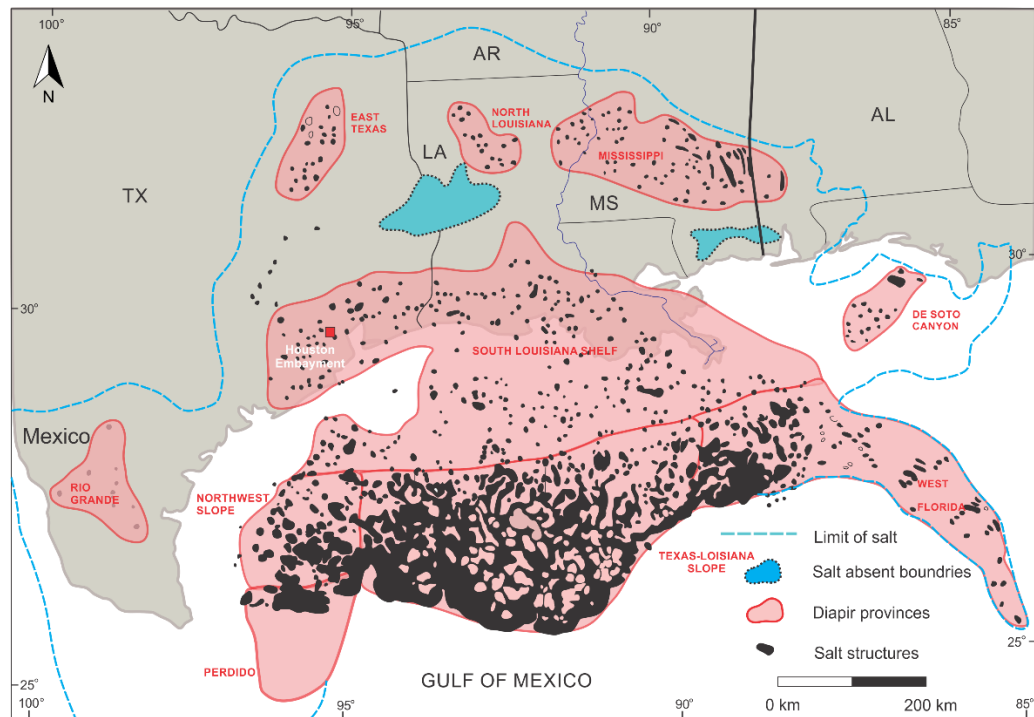 100°
95°
90°
85°
N
AR
EAST
TEXAS
NORTH
LOUISIANA
AL
LA
MISSISSIPPI
TX
MS
30°
30°
DE SOTO
CANYON
Houston
Embayment
SOUTH LOUISIANA SHELF
Mexico
RIO
GRANDE
NORTHWEST
SLOPE
WEST
FLORIDA
TEXAS-LOISIANA
SLOPE
Limit of salt
Salt absent boundries
Diapir provinces
Salt structures
PERDIDO
GULF OF MEXICO
0 km
200 km
25°
25°
100°
95°
90°
85°